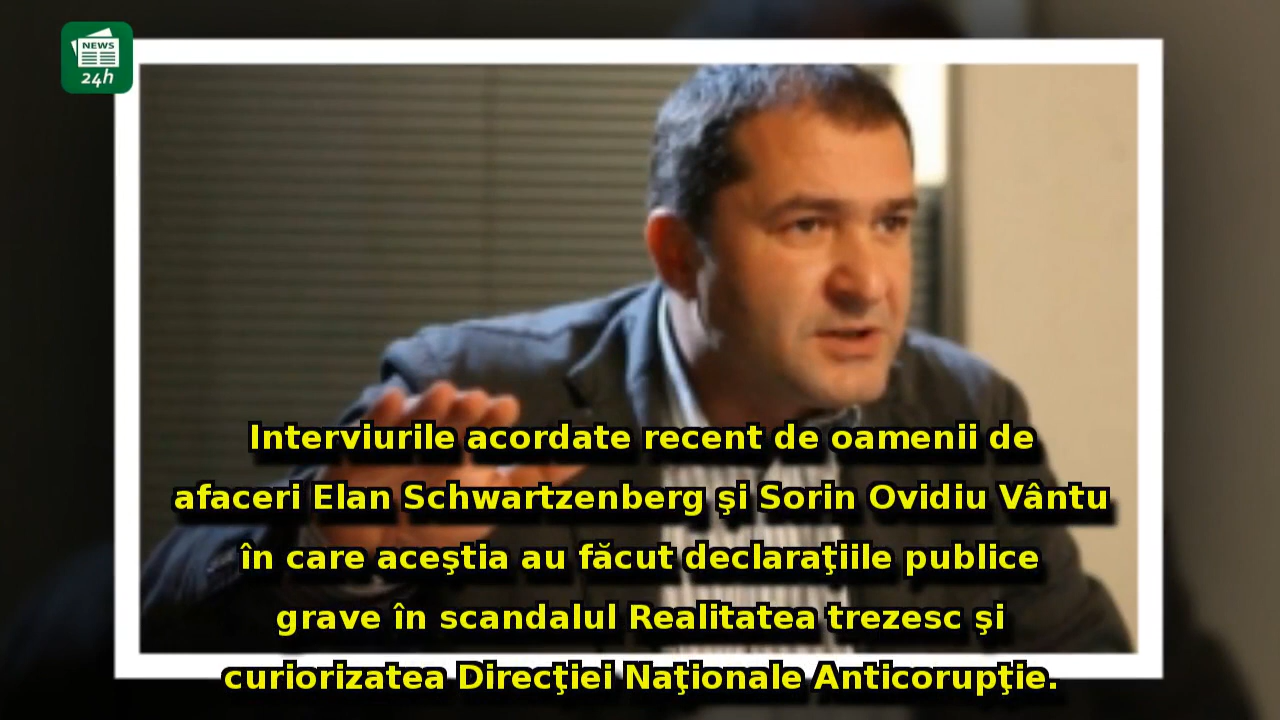 NEWS
24h
Interviurile acordate recent de oamenii de
afaceri Elan Schwartzenberg şi Sorin Ovidiu Vântu
în care aceştia au făcut declaraţiile publice
grave în scandalul Realitatea trezesc şi
curiorizatea Direcţiei Naţionale Anticorupţie.